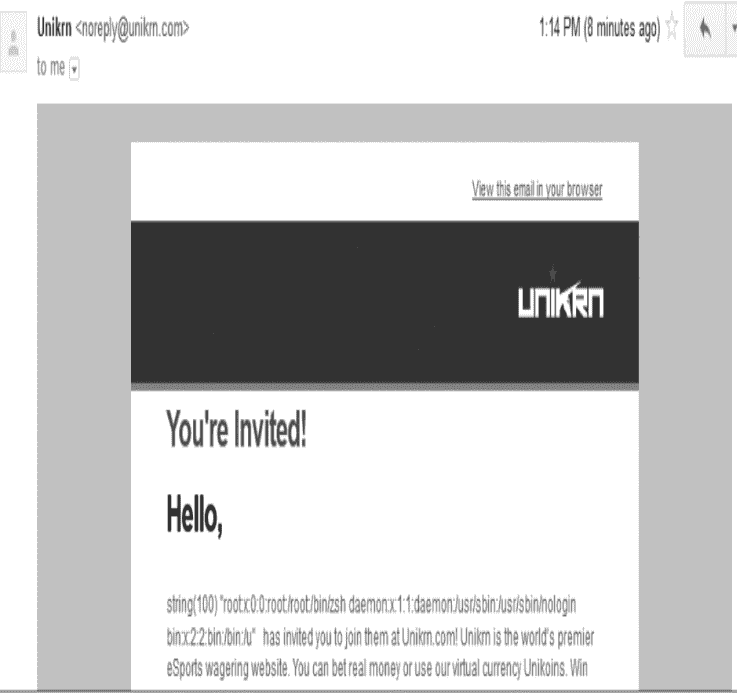 Unikrn <noreply@unikrn.com>
1:14 PM (8 minutes ago)
to me
View this email in your browser
UNIKRN
You're Invited!
Hello,
string(100) "root:x:0:0:root:/root:/bin/zsh daemon:x:1:1:daemon:/usr/sbin:/usr/sbin/nologin
bin:x:2:2:bin:/bin:/u" has invited you to join them at Unikrn.com! Unikrn is the world's premier
eSports wagering website. You can bet real money or use our virtual currency Unikoins. Win